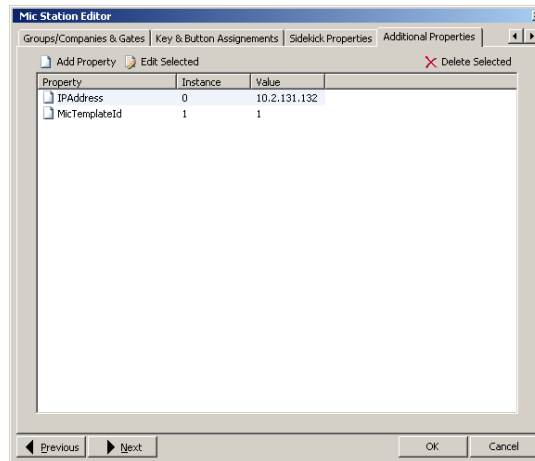 Mic Station Editor
Groups/Companies & Gates Key & Button Assignements Sidekick Properties Additional Properties
Add Property Edit Selected Delete Selected
Property Instance Value
IPAddress 0 10.2.131.132
MicTemplateId 1 1
Previous Next OK Cancel